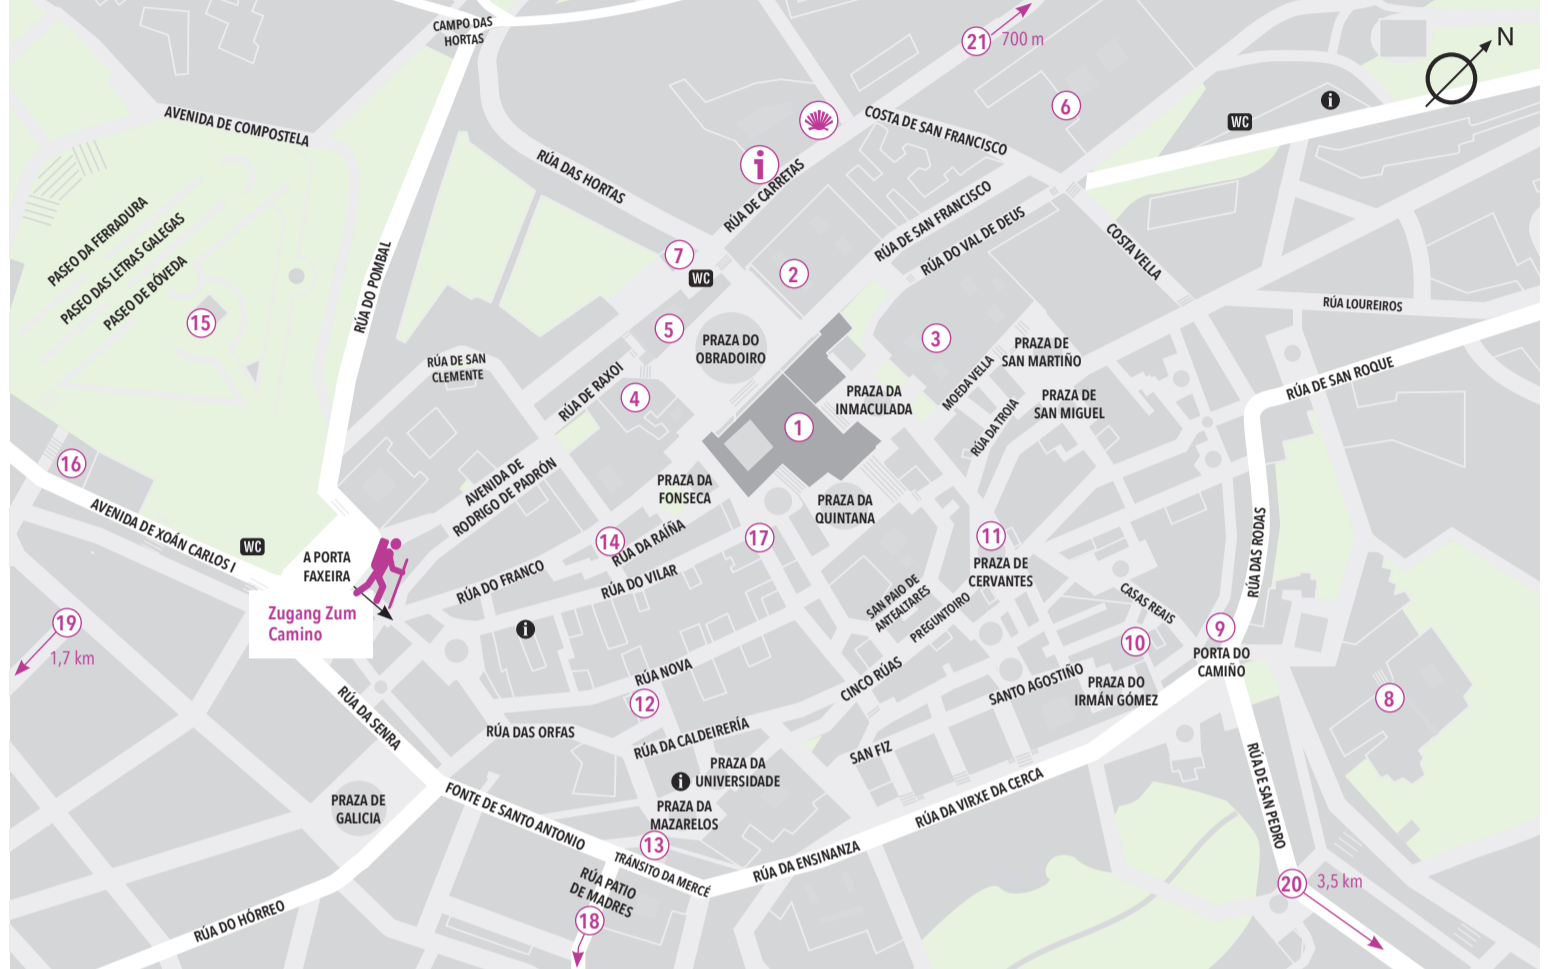 CAMPO DAS
HORTAS
21
700 m
N
6
i
WC
AVENIDA DE COMPOSTELA
COSTA DE SAN FRANCISCO
RÚA DAS HORTAS
i
RÚA DE CARRETAS
RÚA DE SAN FRANCISCO
RÚA DO VAL DE DEUS
COSTA VELLA
PASEO DA FERRADURA
PASEO DAS LETRAS GALEGAS
PASEO DE BÓVEDA
15
RÚA DO POMBAL
7
WC
2
RÚA LOUREIROS
5
PRAZA DO
OBRADOIRO
3
PRAZA DE
SAN MARTIÑO
RÚA DE SAN
CLEMENTE
RÚA DE RAXOI
4
PRAZA DA
INMACULADA
MOEDA VELLA
PRAZA DE
SAN MIGUEL
RÚA DE SAN ROQUE
1
RÚA DA TROIA
16
AVENIDA DE
RODRIGO DE PADRÓN
PRAZA DA
FONSECA
PRAZA DA
QUINTANA
AVENIDA DE XOÁN CARLOS I
WC
A PORTA
FAXEIRA
Zugang Zum
Camino
14
RÚA DA RAÍÑA
17
11
PRAZA DE
CERVANTES
RÚA DAS RODAS
RÚA DO FRANCO
RÚA DO VILAR
SAN PAIO DE
ANTEALTARES
PREGUNTOIRO
CASAS REAIS
19
1,7 km
i
10
9
PORTA DO
CAMIÑO
RÚA NOVA
CINCO RÚAS
SANTO AGOSTIÑO
PRAZA DO
IRMÁN GÓMEZ
8
12
RÚA DA SENRA
RÚA DAS ORFAS
RÚA DA CALDEIRERÍA
SAN FIZ
i
PRAZA DA
UNIVERSIDADE
RÚA DE SAN PEDRO
PRAZA DE
GALICIA
FONTE DE SANTO ANTONIO
PRAZA DA
MAZARELOS
RÚA DA VIRXE DA CERCA
13
TRÁNSITO DA MERCÉ
RÚA DA ENSINANZA
RÚA PATIO
DE MADRES
20
3,5 km
18
RÚA DO HÓRREO